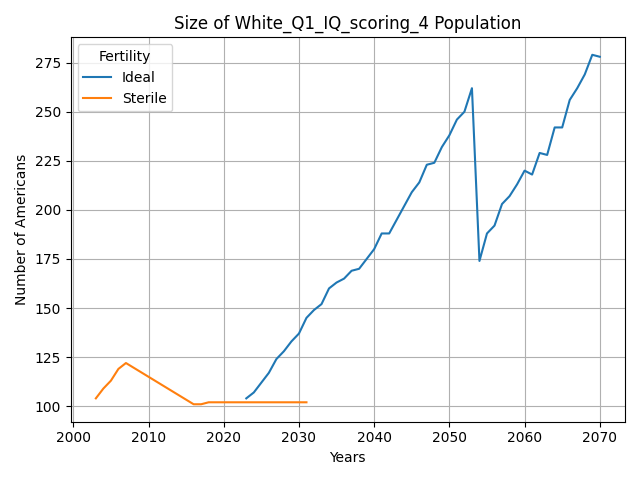 Size of White_Q1_IQ_scoring_4 Population
Fertility
Ideal
Sterile
Number of Americans
275
250
225
200
175
150
125
100
2000 2010 2020 2030 2040 2050 2060 2070
Years